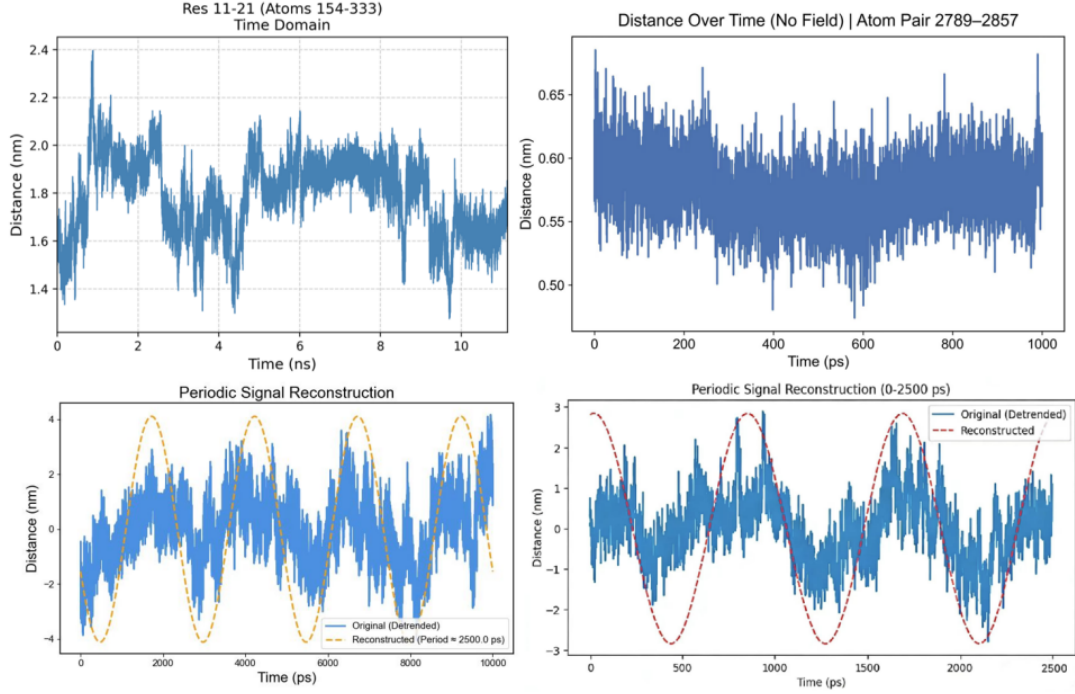 Res 11-21 (Atoms 154-333)
Time Domain
Distance (nm)
2.4
2.2
2.0
1.8
1.6
1.4
0 2 4 6 8 10
Time (ns)
Distance Over Time (No Field) | Atom Pair 2789–2857
Distance (nm)
0.65
0.60
0.55
0.50
0 200 400 600 800 1000
Time (ps)
Periodic Signal Reconstruction
Distance (nm)
4
2
0
−2
−4
Original (Detrended)
Reconstructed (Period ≈ 2500.0 ps)
0 2000 4000 6000 8000 10000
Time (ps)
Periodic Signal Reconstruction (0-2500 ps)
Distance (nm)
3
2
1
0
−1
−2
−3
Original (Detrended)
Reconstructed
0 500 1000 1500 2000 2500
Time (ps)